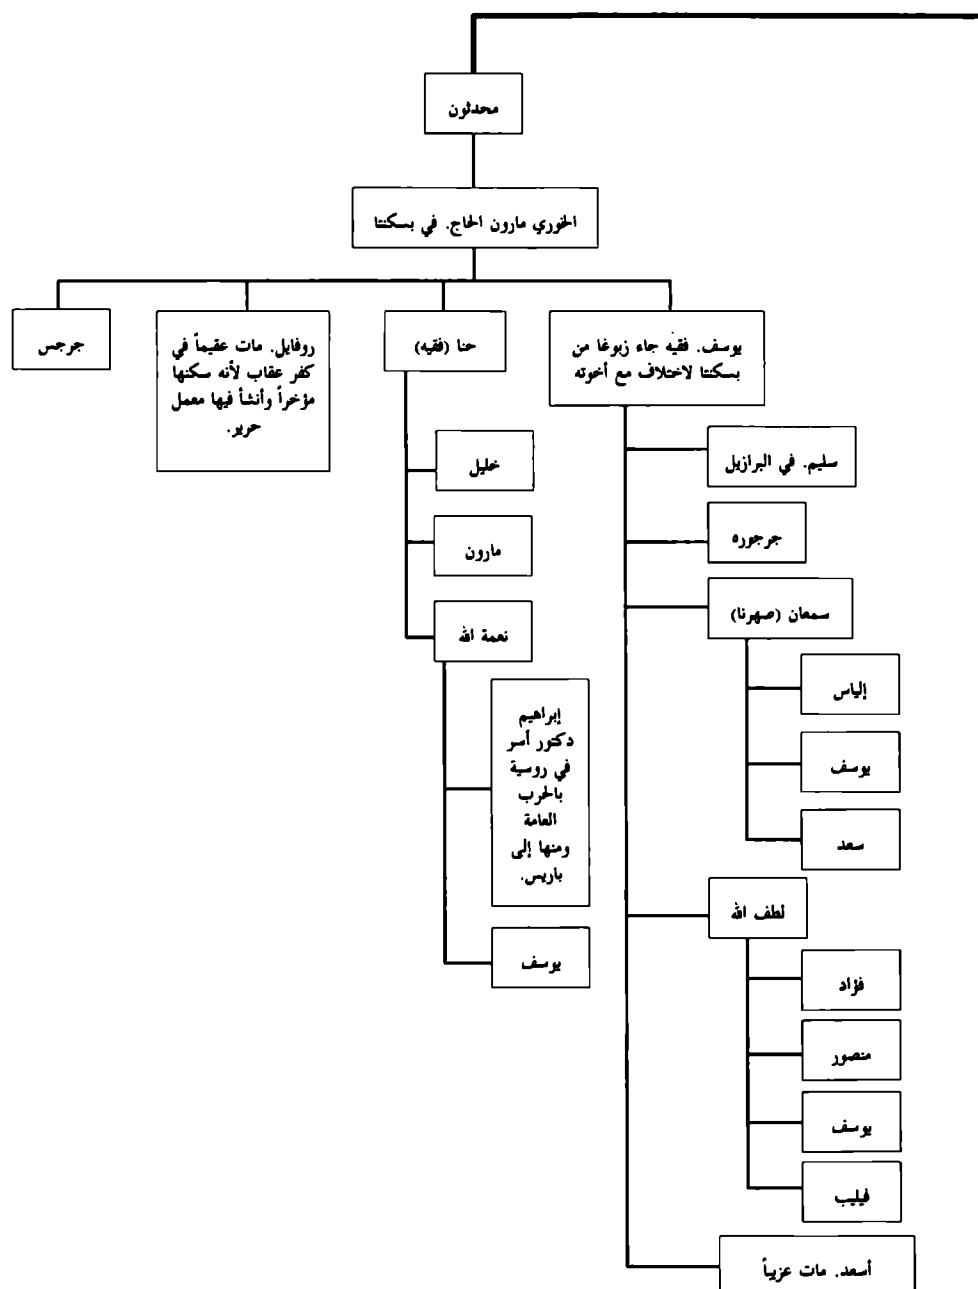 محدثون
الخوري مارون الحاج. في بسكنتا
يوسف. فقيه جاء زبوغا من
بسكنتا لاختلاف مع أخوته
سليم. في البرازيل
جرجوره
سمعان (صهرنا)
إلياس
يوسف
سعد
لطف الله
فؤاد
منصور
يوسف
فيليب
أسعد. مات عزيباً
حنا (فقيه)
خليل
مارون
نعمة الله
إبراهيم
دكتور أسر
في روسية
بالحرب
العامة
ومنها إلى
باريس.
يوسف
روفايل. مات عقيماً في
كفر عقاب لأنه سكنها
مؤخراً وأنشأ فيها معمل
حرير.
جرجس